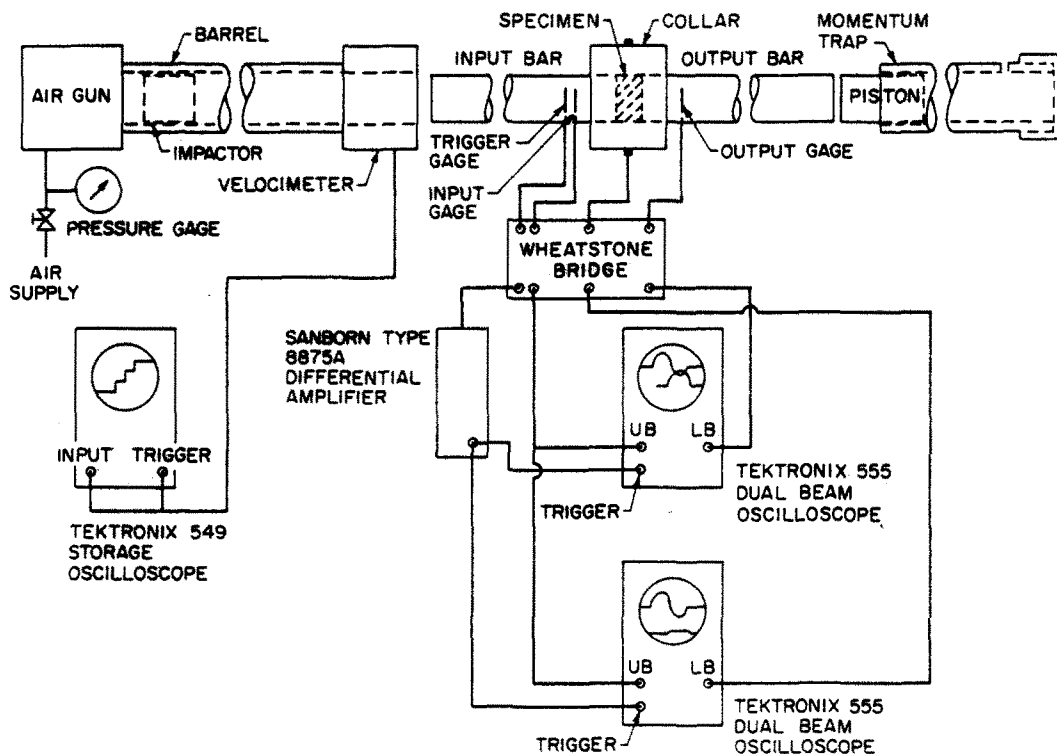 SPECIMEN
COLLAR
MOMENTUM
TRAP
BARREL
INPUT BAR
OUTPUT BAR
AIR GUN
PISTON
IMPACTOR
TRIGGER
GAGE
OUTPUT GAGE
VELOCIMETER
INPUT
GAGE
PRESSURE GAGE
WHEATSTONE
BRIDGE
AIR
SUPPLY
SANBORN TYPE
8875A
DIFFERENTIAL
AMPLIFIER
UB
LB
INPUT
TRIGGER
TRIGGER
TEKTRONIX 555
DUAL BEAM
OSCILLOSCOPE
TEKTRONIX 549
STORAGE
OSCILLOSCOPE
UB
LB
TRIGGER
TEKTRONIX 555
DUAL BEAM
OSCILLOSCOPE